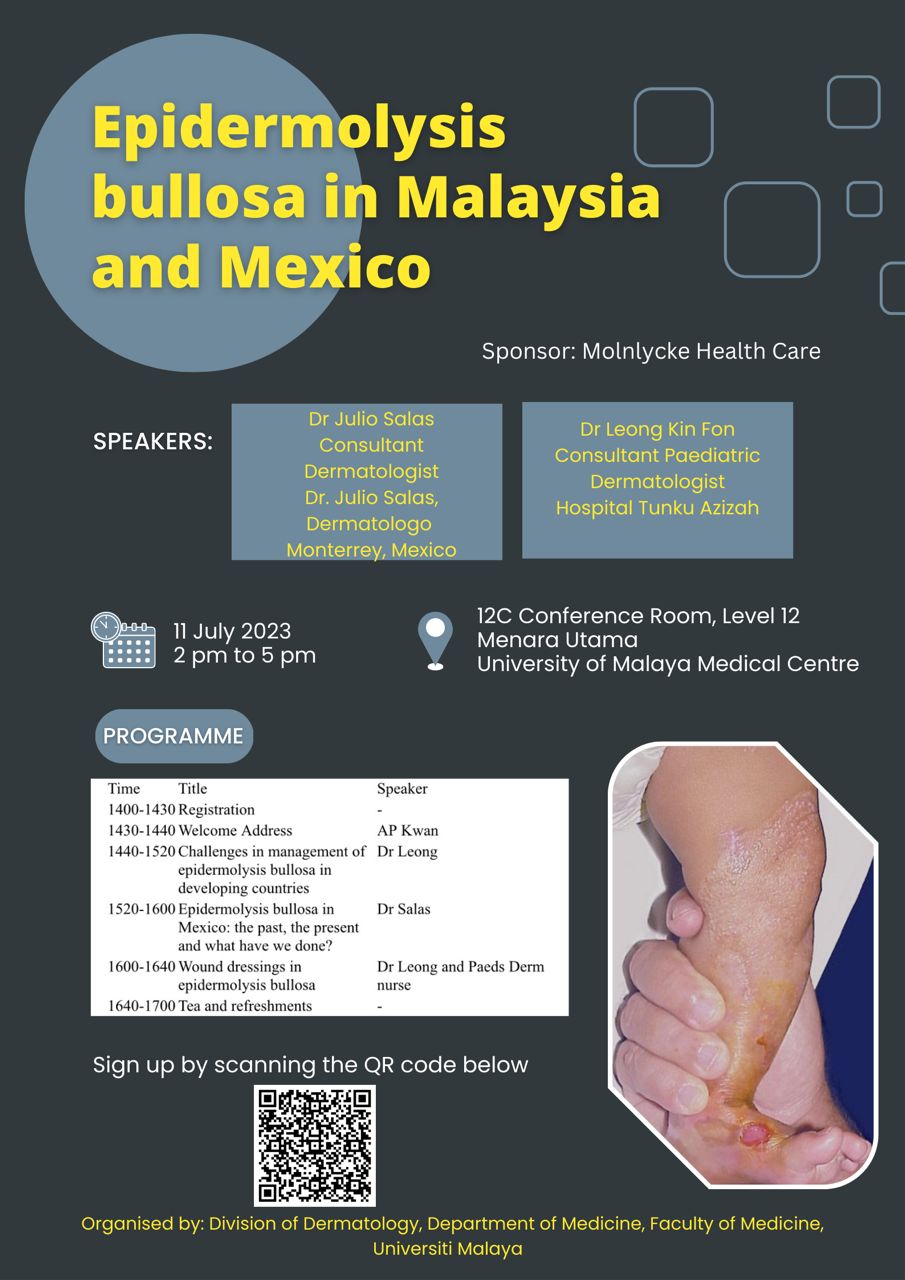 Epidermolysis
bullosa in Malaysia
and Mexico
Sponsor: Molnlycke Health Care
SPEAKERS:
Dr Julio Salas
Consultant
Dermatologist
Dr. Julio Salas,
Dermatologo
Monterrey, Mexico
Dr Leong Kin Fon
Consultant Paediatric
Dermatologist
Hospital Tunku Azizah
11 July 2023
2 pm to 5 pm
12C Conference Room, Level 12
Menara Utama
University of Malaya Medical Centre
PROGRAMME
Time Title Speaker
1400-1430 Registration -
1430-1440 Welcome Address AP Kwan
1440-1520 Challenges in management of Dr Leong
epidermolysis bullosa in
developing countries
1520-1600 Epidermolysis bullosa in Dr Salas
Mexico: the past, the present
and what have we done?
1600-1640 Wound dressings in Dr Leong and Paeds Derm
epidermolysis bullosa nurse
1640-1700 Tea and refreshments -
Sign up by scanning the QR code below
Organised by: Division of Dermatology, Department of Medicine, Faculty of Medicine,
Universiti Malaya